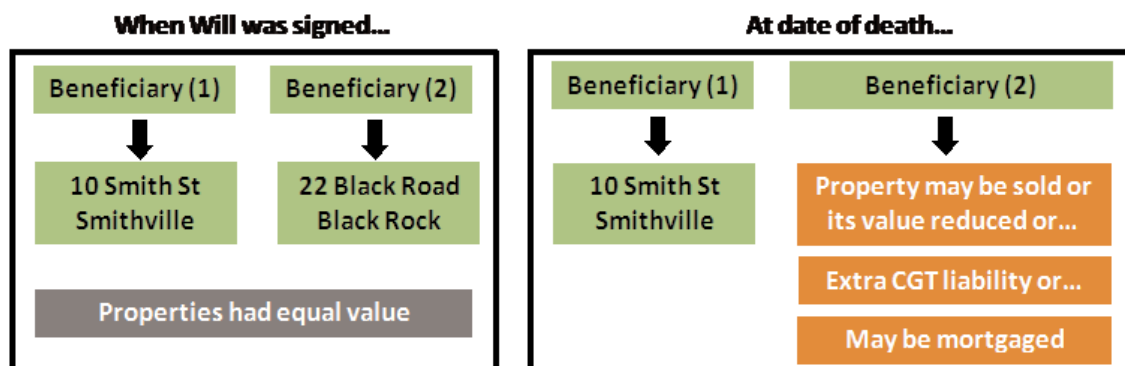 When Will was signed...
Beneficiary (1)
Beneficiary (2)
10 Smith St
Smithville
22 Black Road
Black Rock
Properties had equal value
At date of death...
Beneficiary (1)
Beneficiary (2)
10 Smith St
Smithville
Property may be sold or
its value reduced or...
Extra CGT liability or...
May be mortgaged